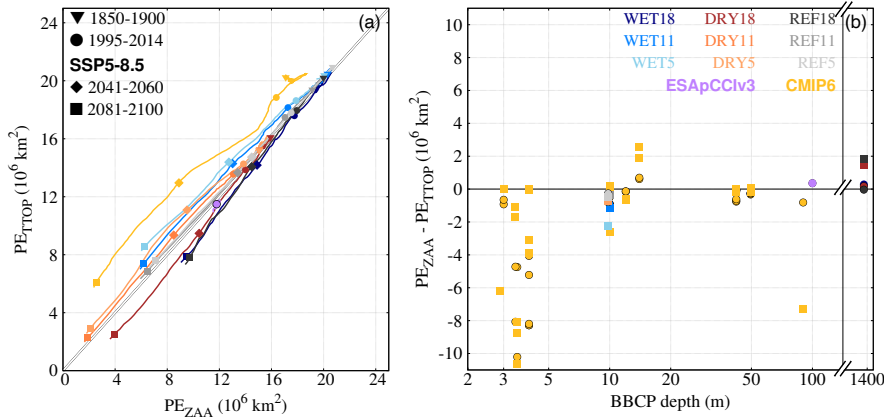 (a)
1850-1900
1995-2014
SSP5-8.5
2041-2060
2081-2100
24
20
16
12
8
4
0
0 4 8 12 16 20 24
PE_TTOP (10^6 km^2)
PE_ZAA (10^6 km^2)
(b)
WET18 DRY18 REF18
WET11 DRY11 REF11
WET5 DRY5 REF5
ESApCCIv3 CMIP6
10
8
6
4
2
0
-2
-4
-6
-8
-10
2 3 5 10 20 50 100 1400
PE_ZAA - PE_TTOP (10^6 km^2)
BBCP depth (m)